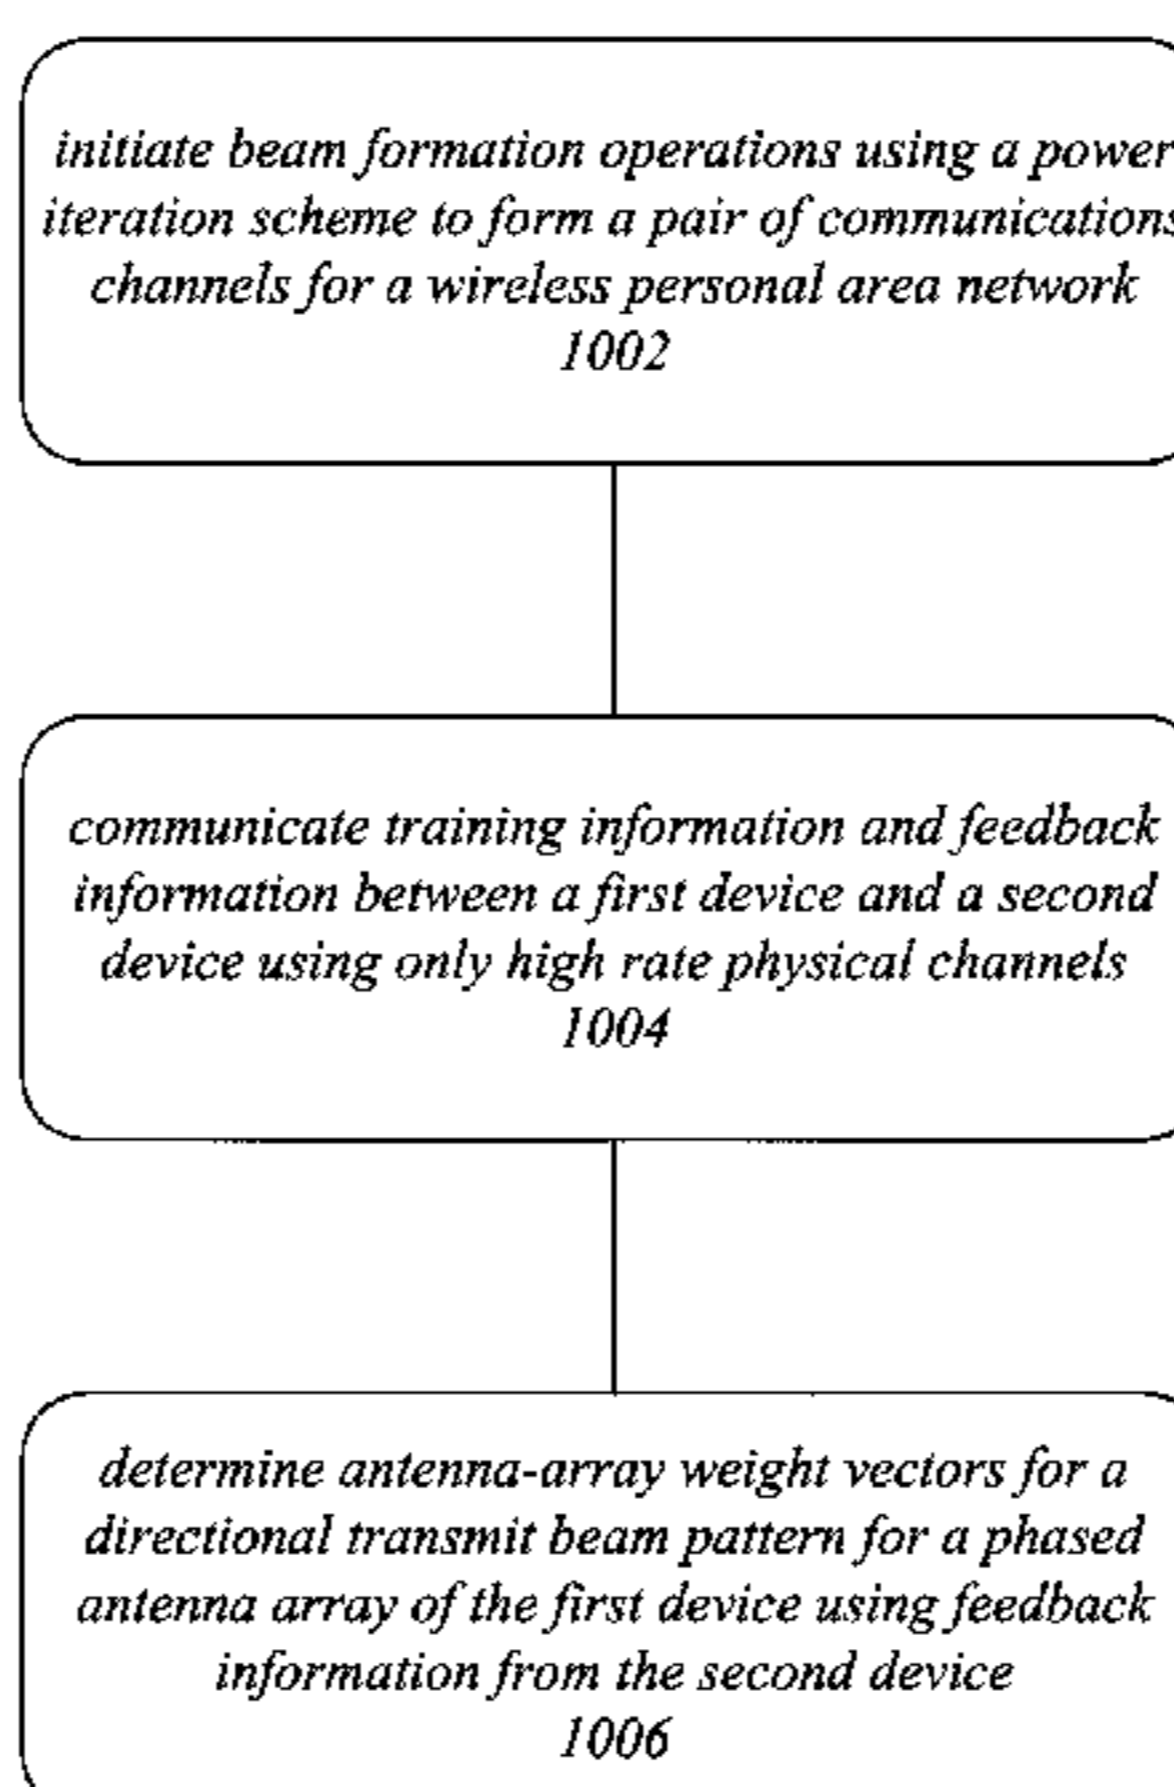 initiate beam formation operations using a power
iteration scheme to form a pair of communications
channels for a wireless personal area network
1002
communicate training information and feedback
information between a first device and a second
device using only high rate physical channels
1004
determine antenna-array weight vectors for a
directional transmit beam pattern for a phased
antenna array of the first device using feedback
information from the second device
1006